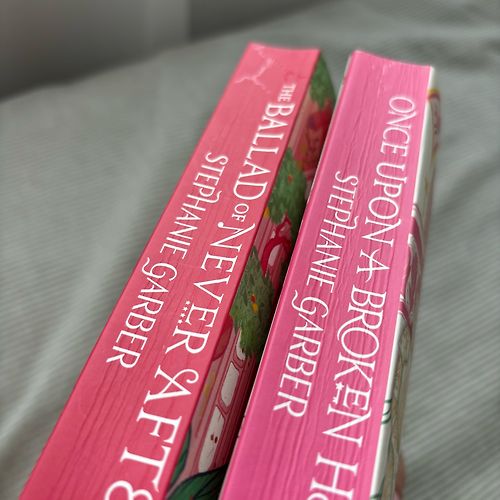 THE BALLAD OF NEVER AFT
STEPHANIE GARBER
ONCE UPON A BROKEN H
STEPHANIE GARBER